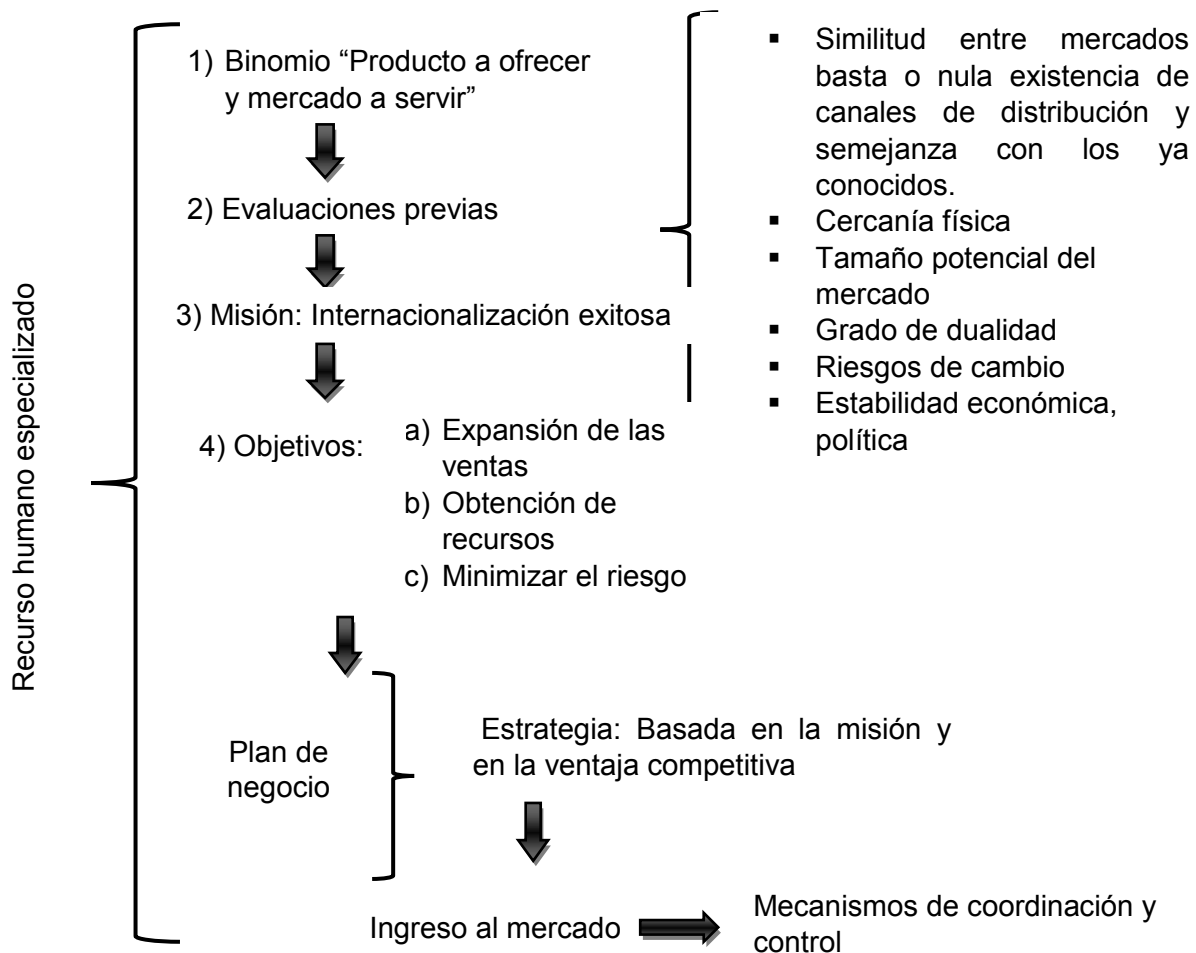 Recurso humano especializado
1) Binomio “Producto a ofrecer
y mercado a servir”
2) Evaluaciones previas
3) Misión: Internacionalización exitosa
4) Objetivos:
a) Expansión de las
ventas
b) Obtención de
recursos
c) Minimizar el riesgo
▪ Similitud entre mercados
basta o nula existencia de
canales de distribución y
semejanza con los ya
conocidos.
▪ Cercanía física
▪ Tamaño potencial del
mercado
▪ Grado de dualidad
▪ Riesgos de cambio
▪ Estabilidad económica,
política
Plan de
negocio
Estrategia: Basada en la misión y
en la ventaja competitiva
Ingreso al mercado
Mecanismos de coordinación y
control